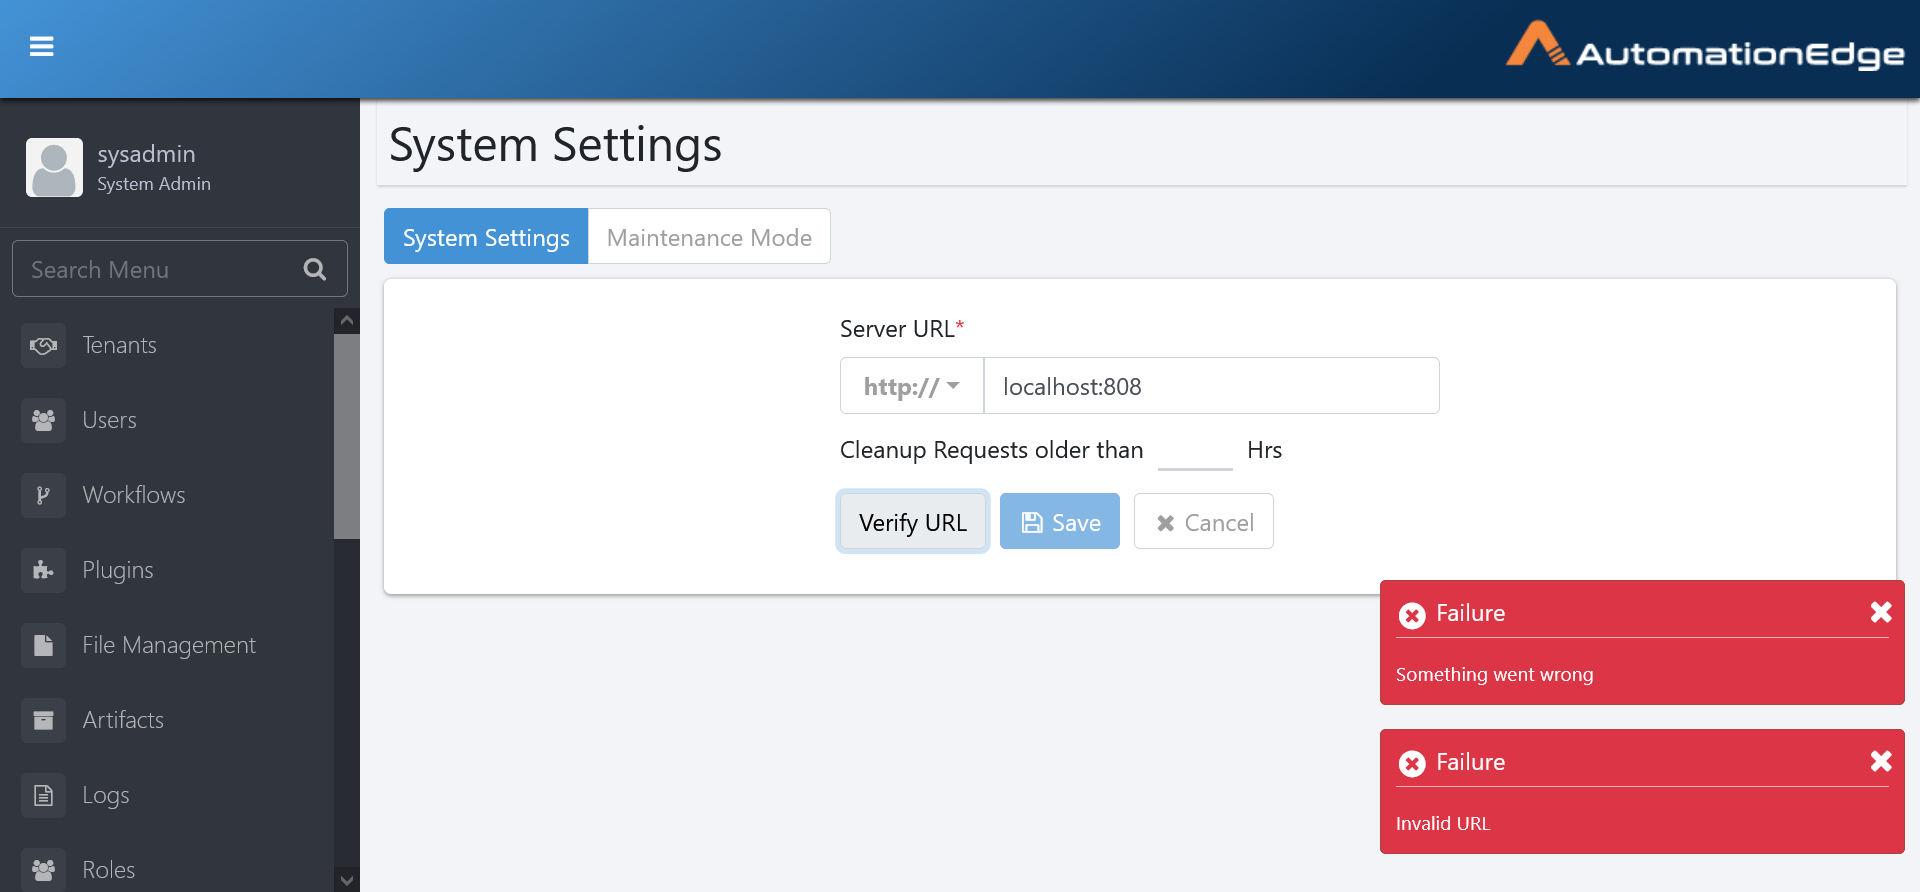 AutomationEdge
sysadmin
System Admin
Search Menu
Tenants
Users
Workflows
Plugins
File Management
Artifacts
Logs
Roles
System Settings
System Settings
Maintenance Mode
Server URL*
http://
localhost:808
Cleanup Requests older than Hrs
Verify URL
Save
Cancel
Failure
Something went wrong
Failure
Invalid URL